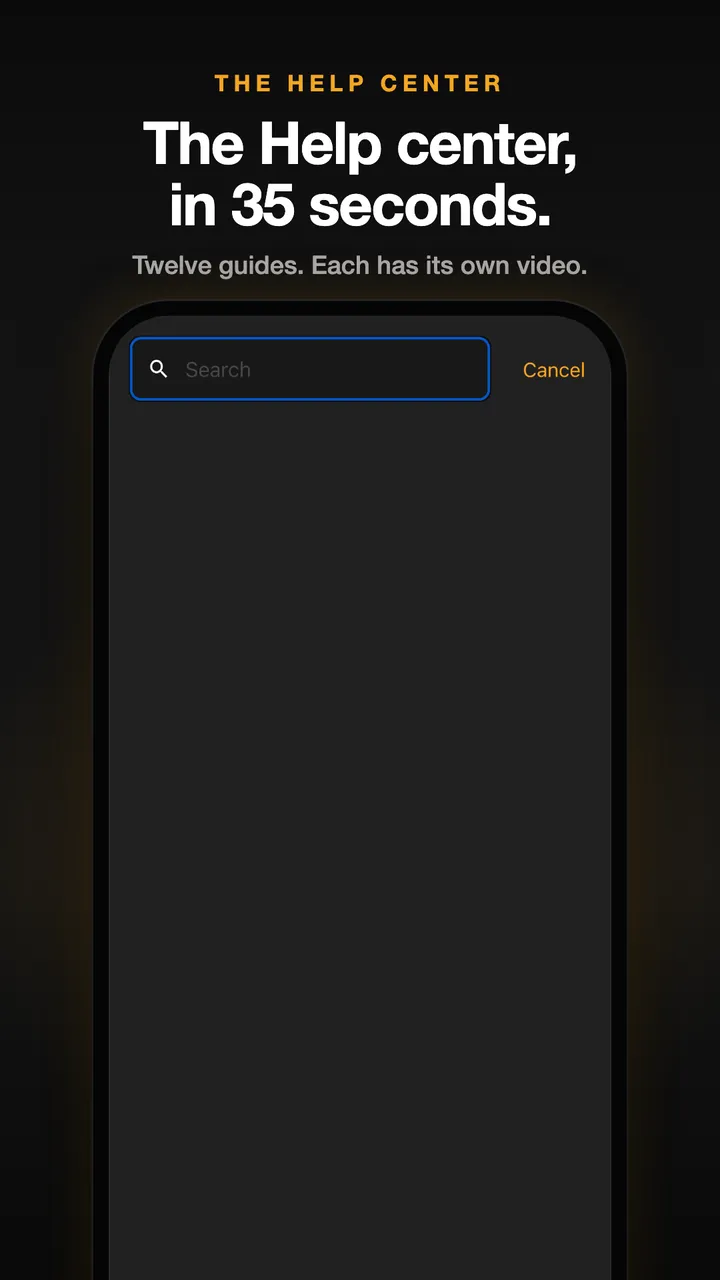 THE HELP CENTER
The Help center,
in 35 seconds.
Twelve guides. Each has its own video.
Search
Cancel